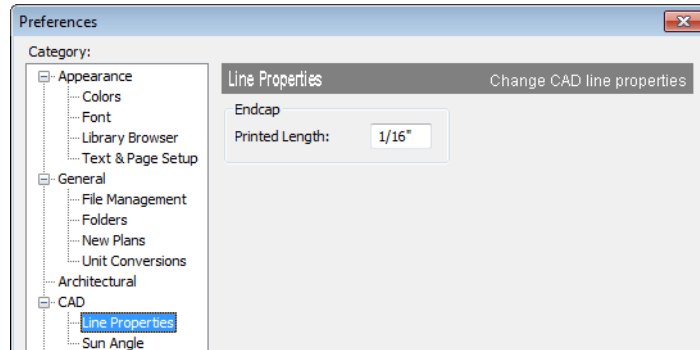 Preferences
Category:
Appearance
Colors
Font
Library Browser
Text & Page Setup
General
File Management
Folders
New Plans
Unit Conversions
Architectural
CAD
Line Properties
Sun Angle
Line Properties
Change CAD line properties
Endcap
Printed Length:
1/16"